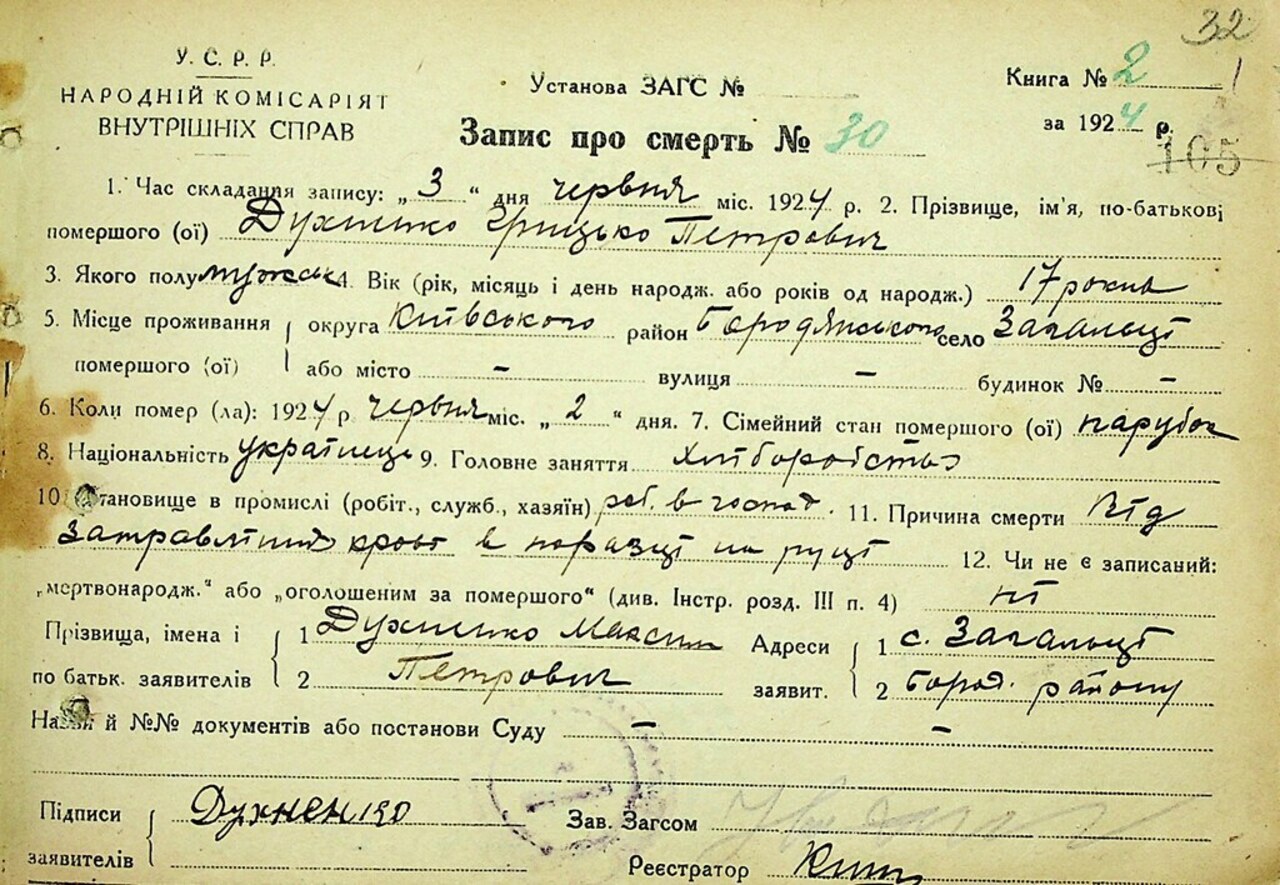 32
У. С. Р. Р.
НАРОДНІЙ КОМІСАРІЯТ
ВНУТРІШНІХ СПРАВ
Установа ЗАГС №
Книга № 2
Запис про смерть № 30
за 1924 р.
105
1. Час складання запису: „ 3 “ дня червня міс. 1924 р. 2. Прізвище, ім'я, по-батькові
помершого (ої) Духненко Грицько Петрович
3. Якого полу мужськ 4. Вік (рік, місяць і день народж. або років од народж.) 17 років
5. Місце проживання округа Київського район Бородянського село Загальці
помершого (ої) або місто - вулиця - будинок № -
6. Коли помер (ла): 1924 р червня міс. „ 2 “ дня. 7. Сімейний стан помершого (ої) парубок
8. Національність українець 9. Головне заняття Хліборобство
10 тановище в промислі (робіт., служб., хазяїн) роб. в господ. 11. Причина смерти Від
Затравління крові в поразці на руці 12. Чи не є записаний:
„мертвонародж.“ або „оголошеним за помершого“ (див. Інстр. розд. III п. 4) ні
Прізвища, імена і 1 Духненко Максим Адреси 1 с. Загальці
по батьк. заявителів 2 Петрович заявит. 2 Бород. району
Назви й №№ документів або постанови Суду - -
Підписи Духненко Зав. Загсом
заявителів Реєстратор